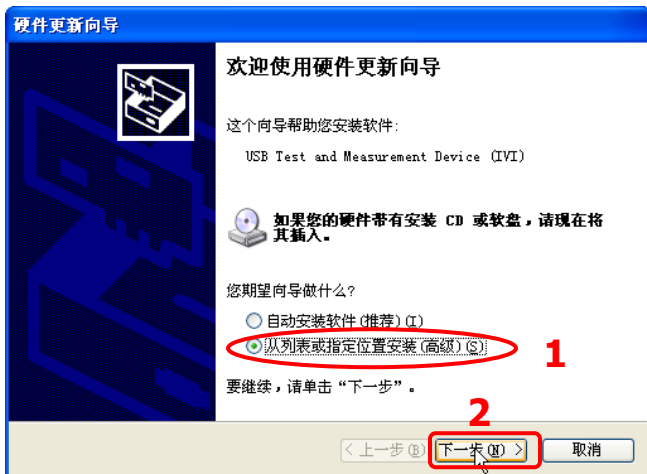 硬件更新向导
欢迎使用硬件更新向导
这个向导帮助您安装软件:
USB Test and Measurement Device (IVI)
如果您的硬件带有安装 CD 或软盘，请现在将
其插入。
您期望向导做什么?
自动安装软件(推荐)(I)
从列表或指定位置安装(高级)(S)
1
要继续，请单击“下一步”。
2
< 上一步(B)
下一步(N) >
取消